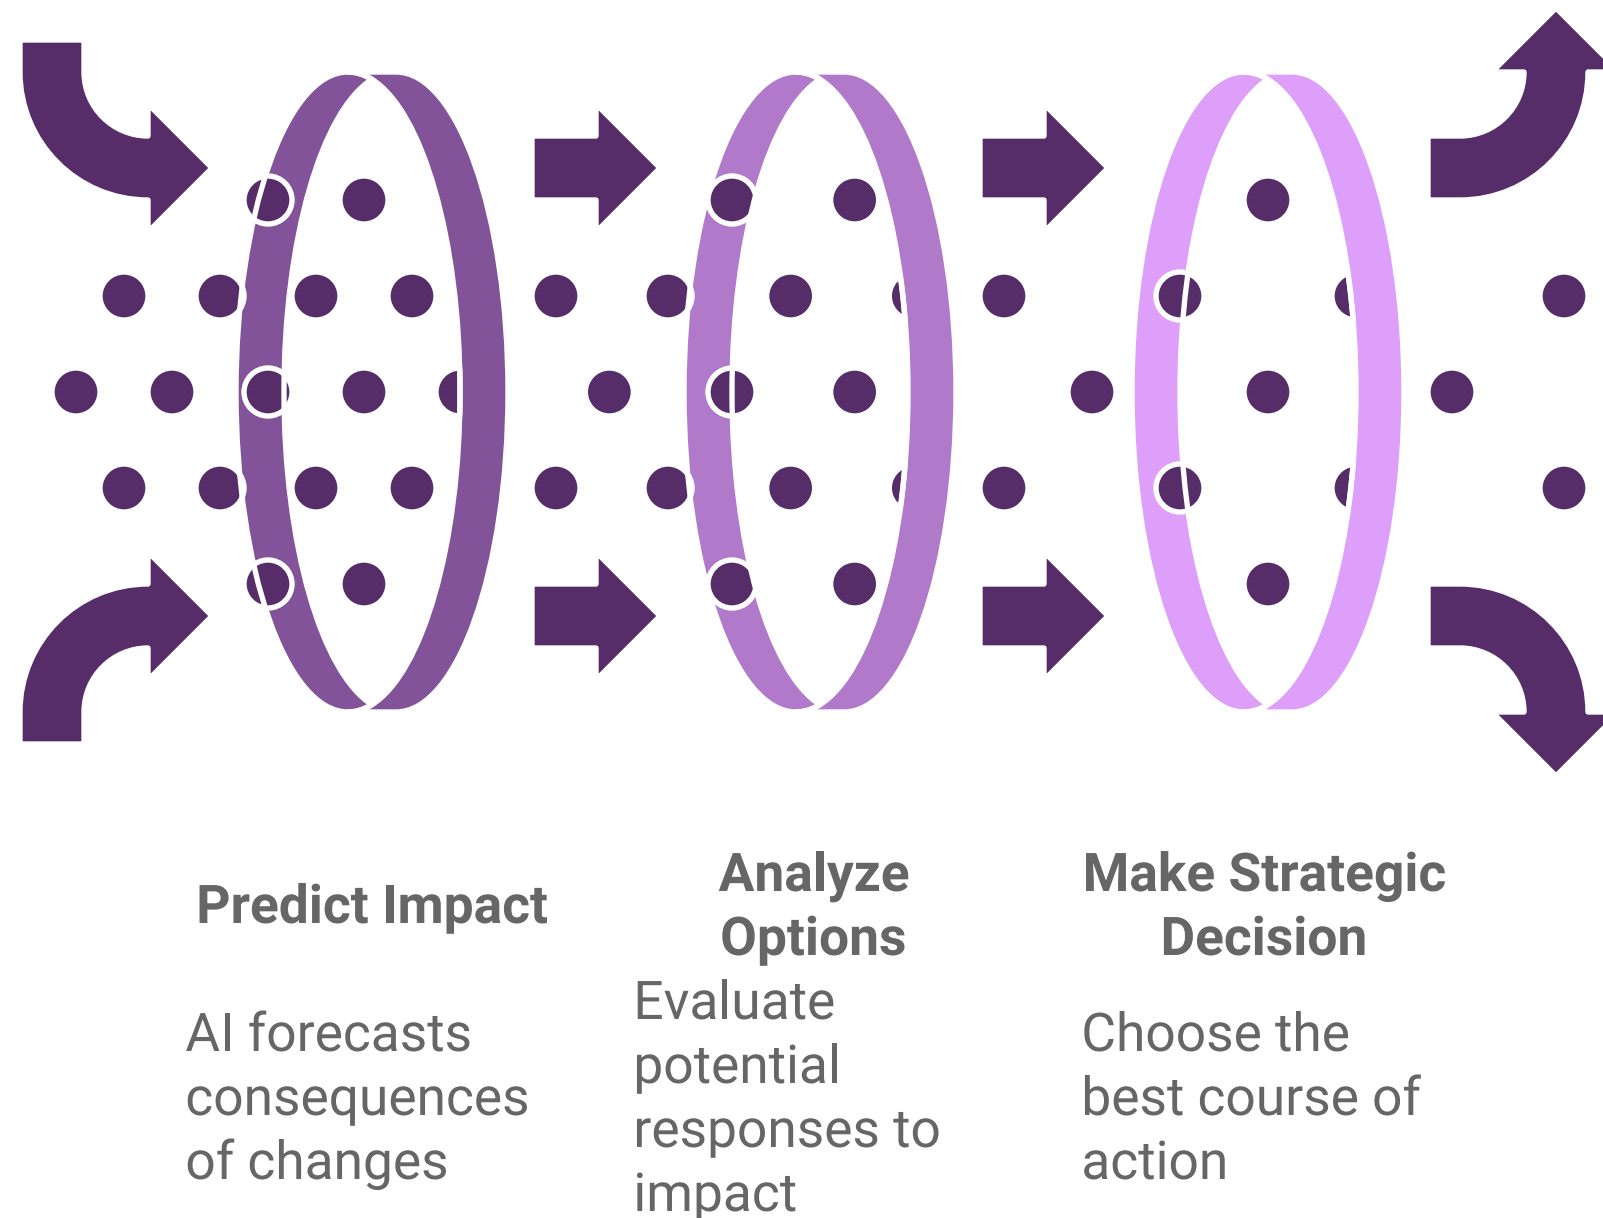 Predict Impact
AI forecasts
consequences
of changes
Analyze
Options
Evaluate
potential
responses to
impact
Make Strategic
Decision
Choose the
best course of
action